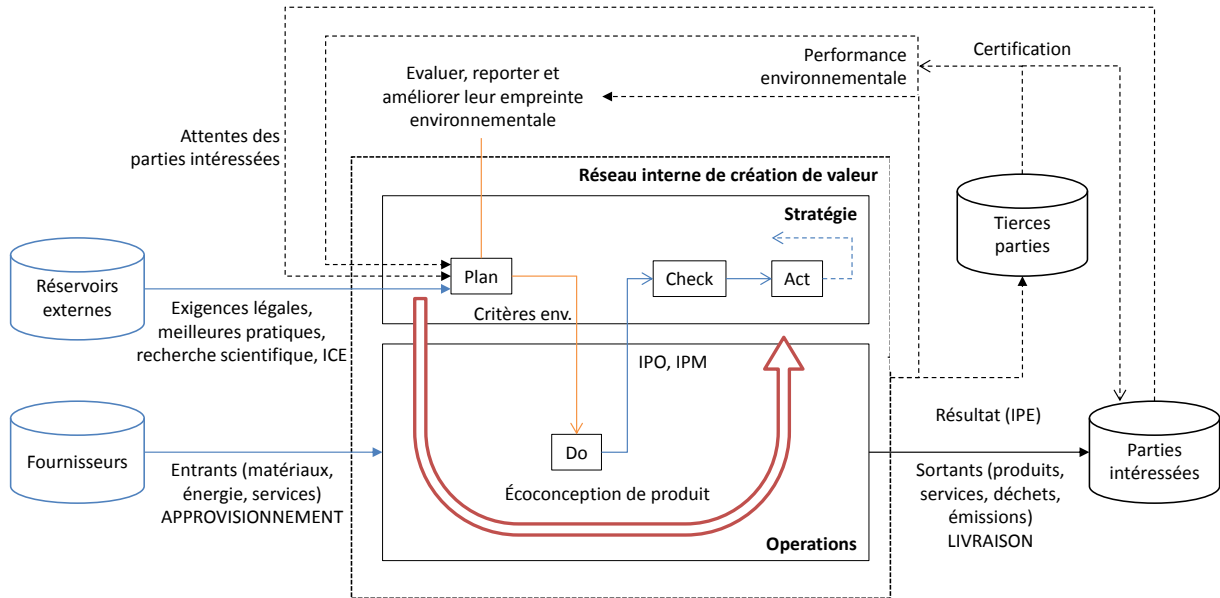 Certification
Performance
environnementale
Evaluer, reporter et
améliorer leur empreinte
environnementale
Attentes des
parties intéressées
Réseau interne de création de valeur
Stratégie
Tierces
parties
Réservoirs
externes
Plan
Check
Act
Exigences légales,
meilleures pratiques,
recherche scientifique, ICE
Critères env.
IPO, IPM
Résultat (IPE)
Fournisseurs
Do
Parties
intéressées
Entrants (matériaux,
énergie, services)
APPROVISIONNEMENT
Écoconception de produit
Sortants (produits,
services, déchets,
émissions)
LIVRAISON
Operations